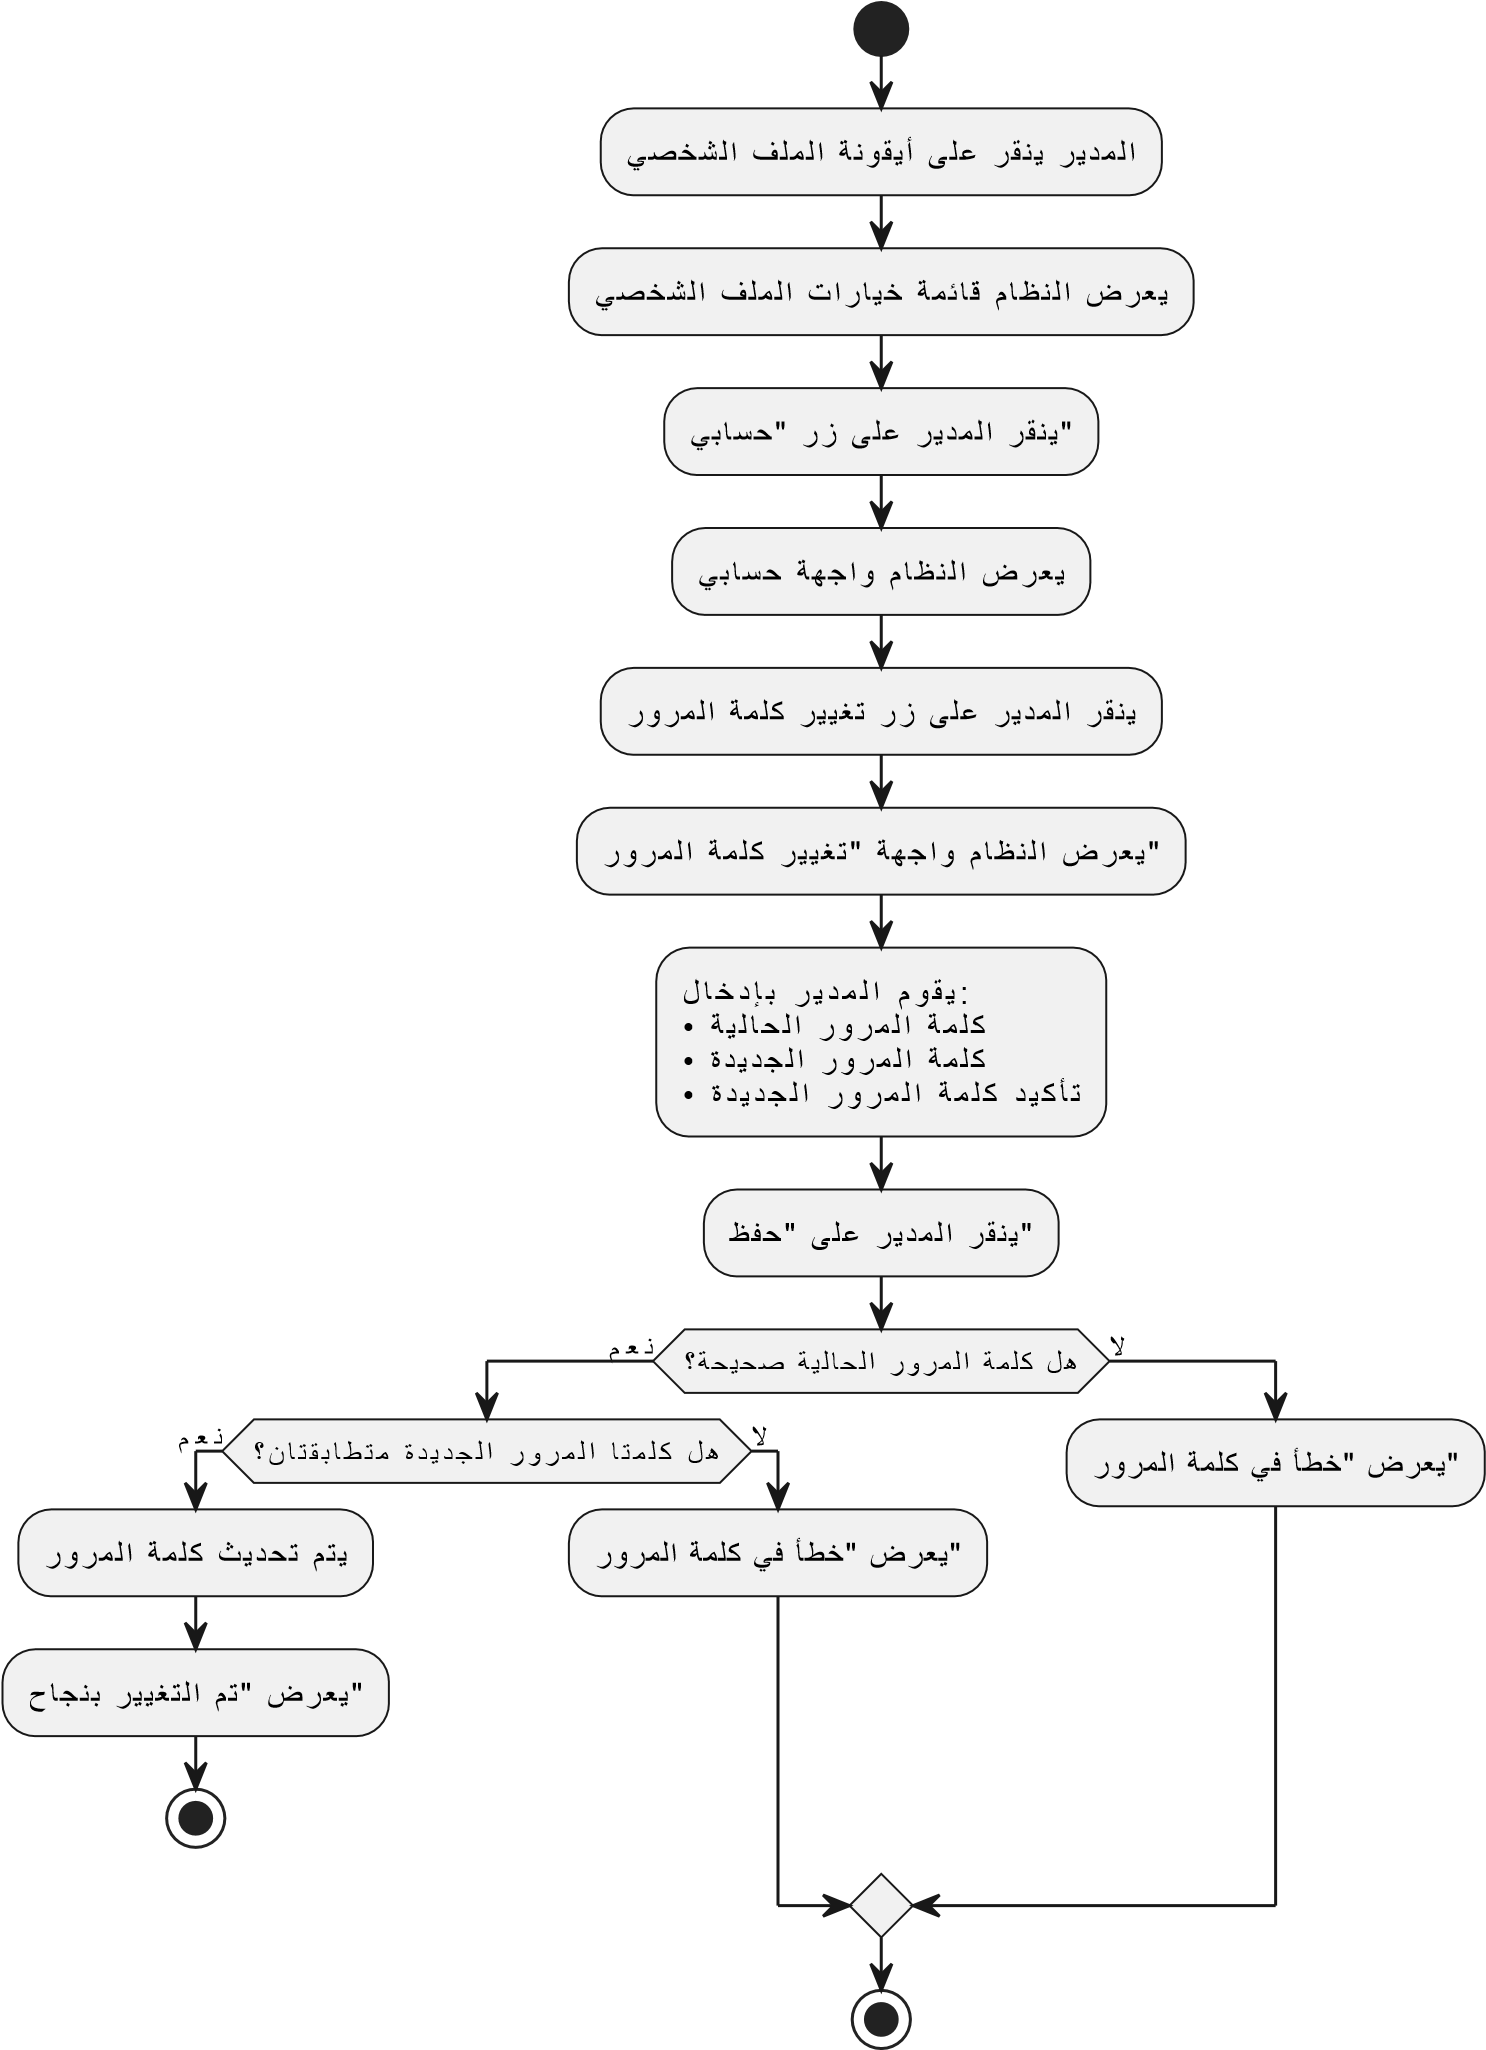 المدير ينقر على أيقونة الملف الشخصي
يعرض النظام قائمة خيارات الملف الشخصي
ينقر المدير على زر "حسابي"
يعرض النظام واجهة حسابي
ينقر المدير على زر تغيير كلمة المرور
يعرض النظام واجهة "تغيير كلمة المرور"
يقوم المدير بإدخال:
• كلمة المرور الحالية
• كلمة المرور الجديدة
• تأكيد كلمة المرور الجديدة
ينقر المدير على "حفظ"
هل كلمة المرور الحالية صحيحة؟
نعم
لا
هل كلمتا المرور الجديدة متطابقتان؟
نعم
لا
يعرض "خطأ في كلمة المرور"
يتم تحديث كلمة المرور
يعرض "خطأ في كلمة المرور"
يعرض "تم التغيير بنجاح"